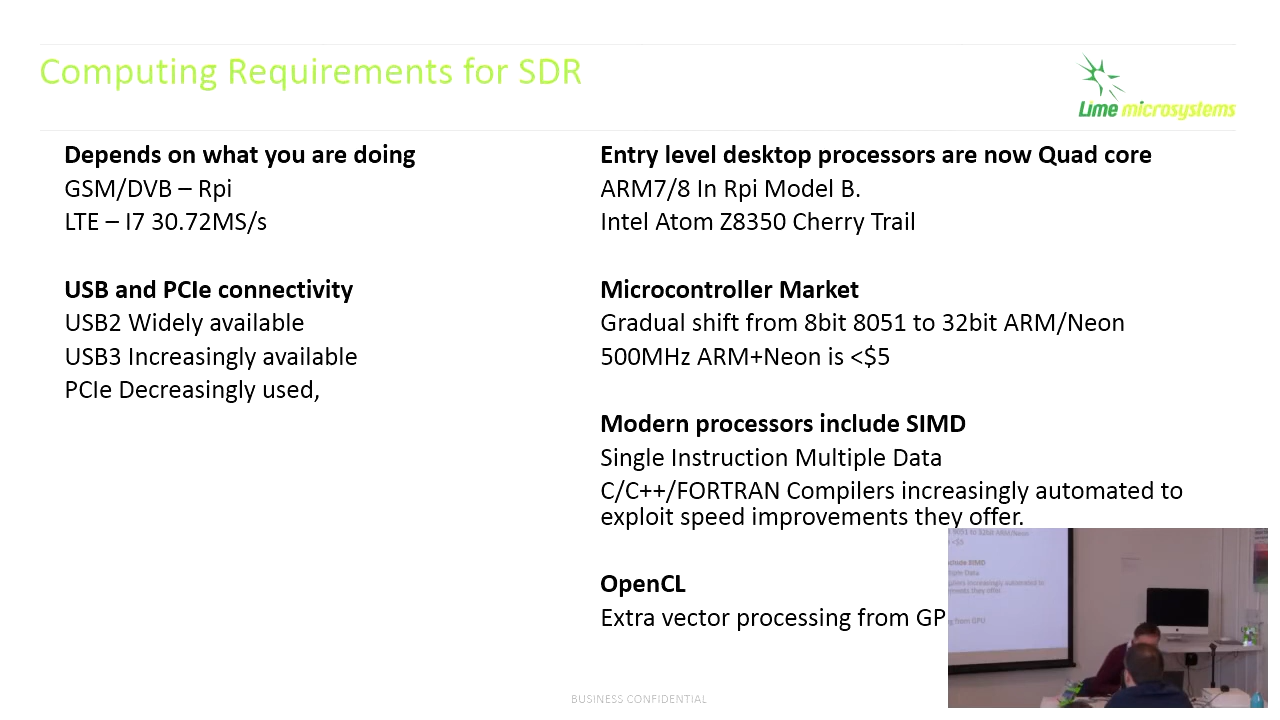 Computing Requirements for SDR
Lime microsystems
Depends on what you are doing
GSM/DVB – Rpi
LTE – I7 30.72MS/s
USB and PCIe connectivity
USB2 Widely available
USB3 Increasingly available
PCIe Decreasingly used,
Entry level desktop processors are now Quad core
ARM7/8 In Rpi Model B.
Intel Atom Z8350 Cherry Trail
Microcontroller Market
Gradual shift from 8bit 8051 to 32bit ARM/Neon
500MHz ARM+Neon is <$5
Modern processors include SIMD
Single Instruction Multiple Data
C/C++/FORTRAN Compilers increasingly automated to
exploit speed improvements they offer.
OpenCL
Extra vector processing from GP
BUSINESS CONFIDENTIAL